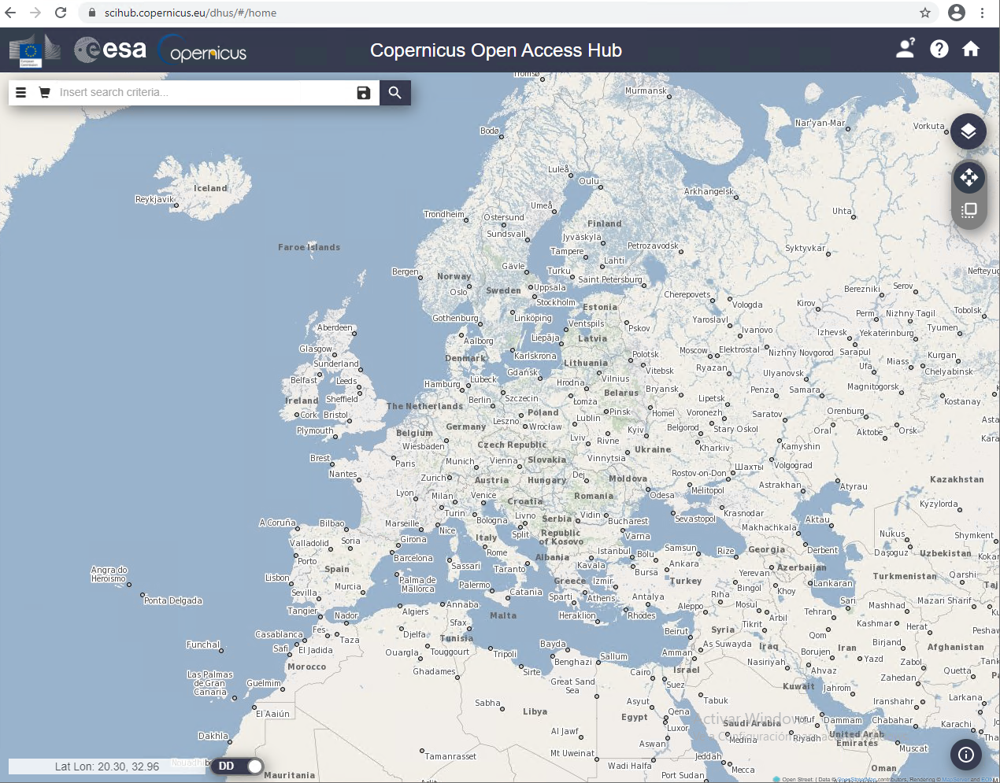 scihub.copernicus.eu/dhus/#/home
esa
opernicus
Copernicus Open Access Hub
Insert search criteria...
Tromsø
Murmansk
Nar'yan-Mar
Vorkuta
Bodø
Luleå
Oulu
Iceland
Reykjavik
Arkhangelsk
Umeå
Trondheim
Östersund
Uhta
Finland
Sundsvall
Jyväskylä
Faroe Islands
Petrozavodsk
Syktyvkar
Tampere
Lahti
Gävle
Turku
Bergen
Norway
Saint Petersburg
Nefteyug
Oslo
Sweden
Uppsala
Stockholm
Cherepovets
Vologda
Kirov
Berezniki
Serov
Estonia
Tobolsk
Gothenburg
Linköping
Ventspils
Pskov
Yaroslavl
Ivanovo
Perm
Nizhny Tagil
Tyumen
Aberdeen
Aalborg
Liepāja
Latvia
Izhevsk
Yekaterinburg
Glasgow
Karlskrona
Polotsk
Moscow
Elektrostal
Nizhny Novgorod
Sarapul
Kurgan
Denmark
Sunderland
Lithuania
Vitebsk
Ryazan
Ulyanovsk
Ufa
Miass
Chelyabinsk
Gdańsk
Vilnius
Belfast
Leeds
Hamburg
Lübeck
Hrodna
Belarus
Bryansk
Penza
Samara
Magnitogorsk
Ireland
Sheffield
Berlin
Szczecin
Łomża
Lipetsk
Kostanay
The Netherlands
Cork
Bristol
Poland
Pinsk
Homel
Voronezh
Saratov
Orenburg
Leszno
Lublin
Asta
Germany
Wrocław
Plymouth
Belgium
Lviv
Rivne
Kyiv
Belgorod
Stary Oskol
Oral
Aktobe
Orsk
Kara
Wiesbaden
Czech Republic
Ukraine
Kharkiv
Kamyshin
Brest
Paris
Munich
Vienna
Slovakia
Vinnytsia
Volgograd
Nantes
Zurich
Austria
Hungary
Dej
Moldova
Rostov-on-Don
Шахты
Kazakhstan
Lyon
Milan
Venice
Romania
Odesa
Melitopol
Astrakhan
Atyrau
Croatia
Kyzylorda
Turin
Livno
Serbia
Vidin
Bucharest
Sevastopol
Krasnodar
A Coruña
Bilbao
Marseille
Nice
Bologna
Split
Republic
of Kosovo
Varna
Makhachkala
Aktau
Nukus
Shymkent
Valladolid
Soria
Girona
Italy
Rome
Albania
Istanbul
Bolu
Samsun
Rize
Georgia
Derbent
Daşoguz
Uzbekistan
Kokan
Porto
Barcelona
Sassari
Taranto
Kavala
Bursa
Ankara
Azerbaijan
Angra do
Heroismo
Spain
Yerevan
Turkmenistan
Qarshi
Lisbon
Palma de
Mallorca
Palermo
Greece
Izmir
Turkey
Bingöl
Khoy
Lankaran
Taj
Murcia
Sevilla
Catania
Sparti
Athens
Antalya
Riha
Sari
Mazari Sharif
Ponta Delgada
Tangier
Nador
Algiers
Annaba
Malta
Heraklion
Rhodes
Aleppo
Mosul
Arbil
Tehran
Mashhad
Ku
Casablanca
Fes
Taza
Djelfa
Sfax
Tunisia
Beirut
Syria
Tikrit
Qom
Kashmar
Herat
Peshaw
Funchal
Safi
El Jadida
Ouargla
Touggourt
Tripoli
Bayda
Benghazi
Sallum
Amman
As Suwayda
Iraq
Borujen
Iran
Birjand
Afghanistan
Morocco
Ghadames
Sirte
Cairo
Israel
Nasiriyah
Ahvaz
Yazd
Zabol
Quetta
Tank
Las Palmas
de Gran
Canaria
Guelmim
Great Sand
Sea
Suez
Kuwait
Jahrom
Zahedan
Sabha
Asyut
Tabuk
Iranshahr
Larkana
El Aaiún
Libya
Egypt
Qena
Luxor
Activar Windows
Saudi Arabia
Hofuf
Dammam
Chabahar
Karachi
Dakhla
Al Jawf
Aswan
Medina
Riyadh
United Arab
Emirates
Muscat
Tamanrasset
Mt Uweinat
Wadi Halfa
Jeddah
Mecca
Oman
Lat Lon: 20.30, 32.96
Nouadhib
DD
Mauritania
Arlit
Port Sudan
Open Street: { Data © OpenStreetMap contributors, Rendering © MapServer and EOX